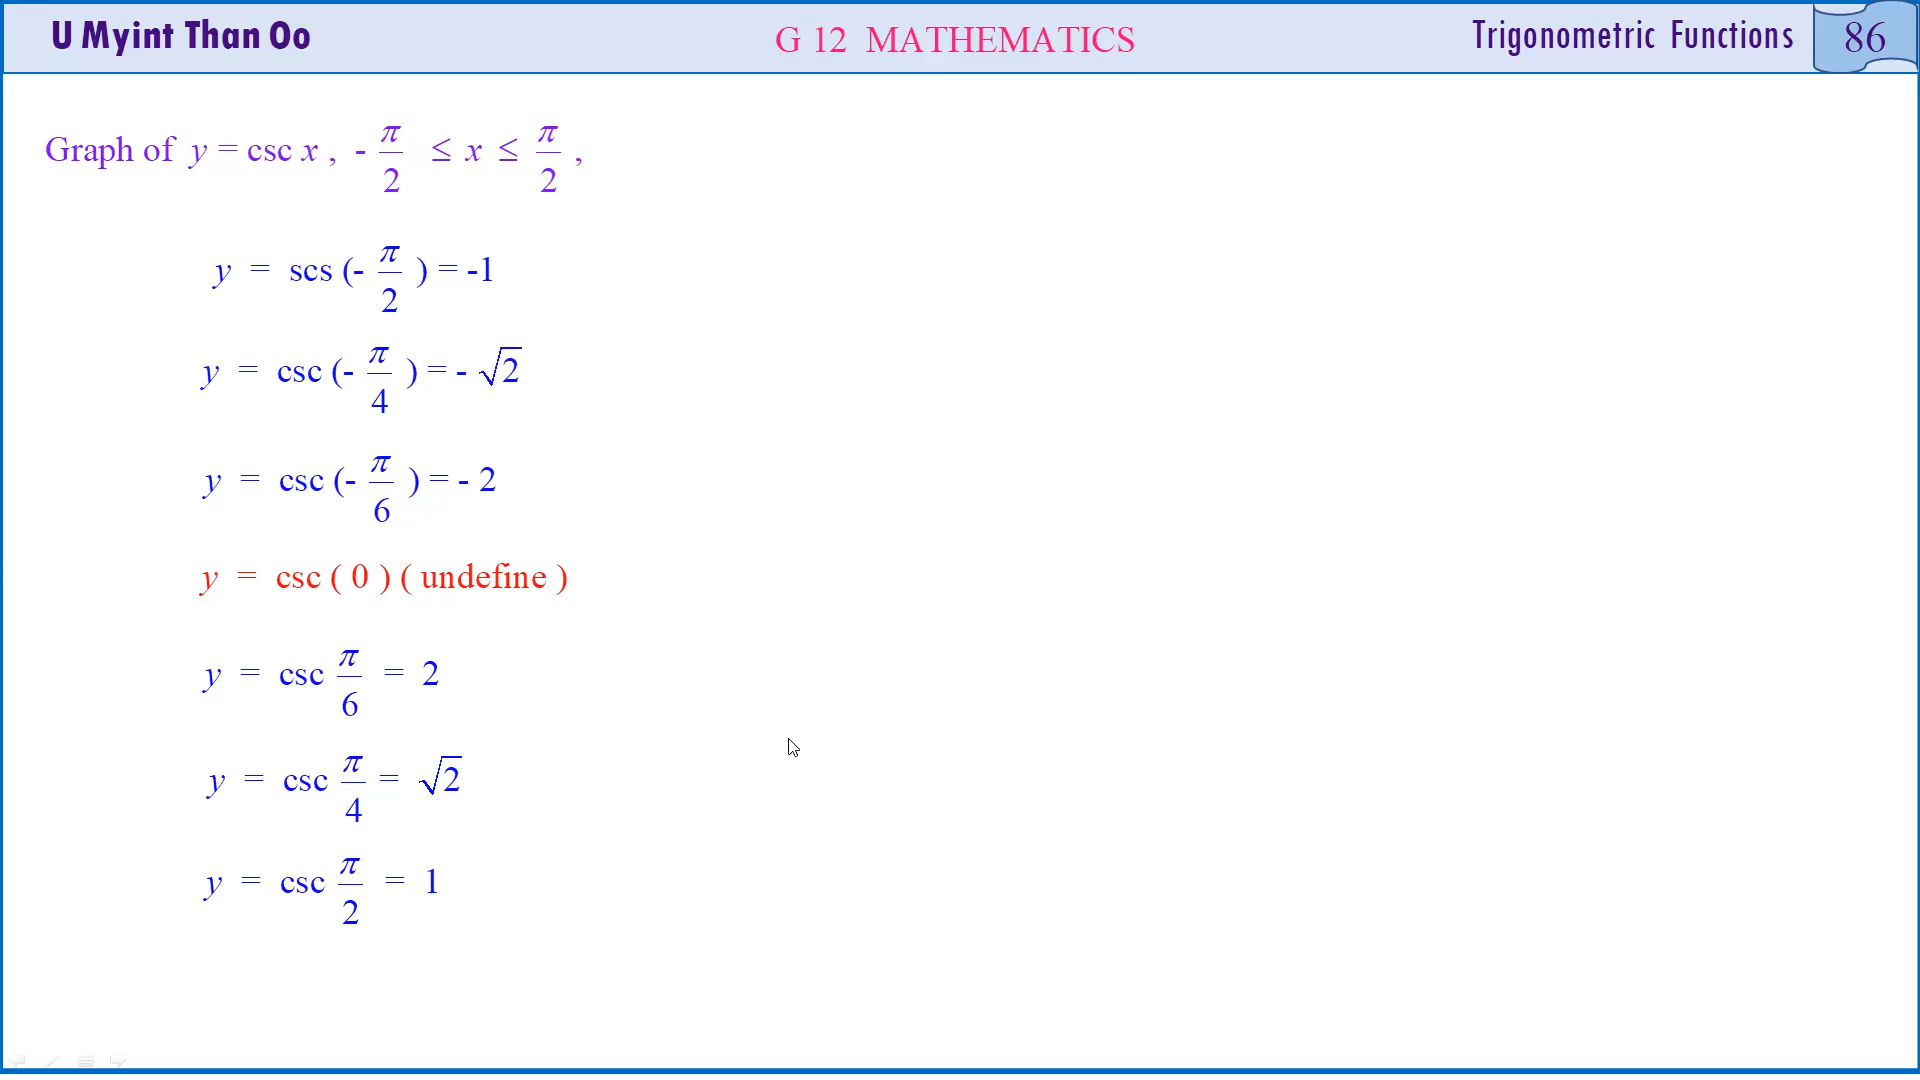 U Myint Than Oo
G 12 MATHEMATICS
Trigonometric Functions
86
Graph of y = csc x , - π/2 ≤ x ≤ π/2 ,
y = scs (- π/2 ) = -1
y = csc (- π/4 ) = - √2
y = csc (- π/6 ) = - 2
y = csc ( 0 ) ( undefine )
y = csc π/6 = 2
y = csc π/4 = √2
y = csc π/2 = 1